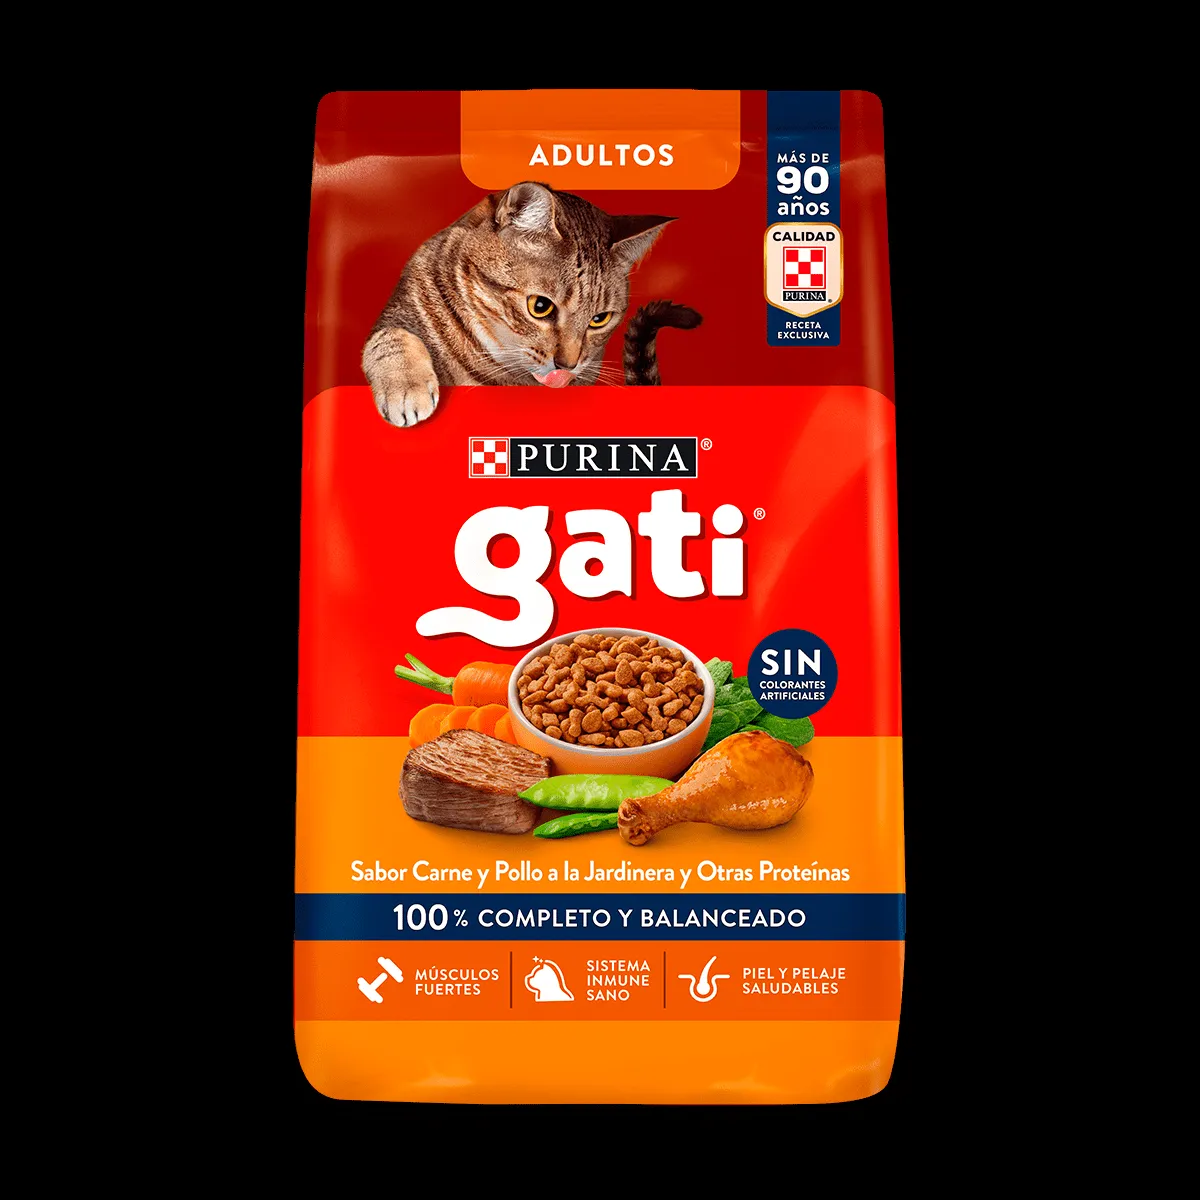 ADULTOS
MÁS DE
90
años
CALIDAD
PURINA
RECETA
EXCLUSIVA
PURINA®
gati®
SIN
COLORANTES
ARTIFICIALES
Sabor Carne y Pollo a la Jardinera y Otras Proteínas
100% COMPLETO Y BALANCEADO
MÚSCULOS
FUERTES
SISTEMA
INMUNE
SANO
PIEL Y PELAJE
SALUDABLES